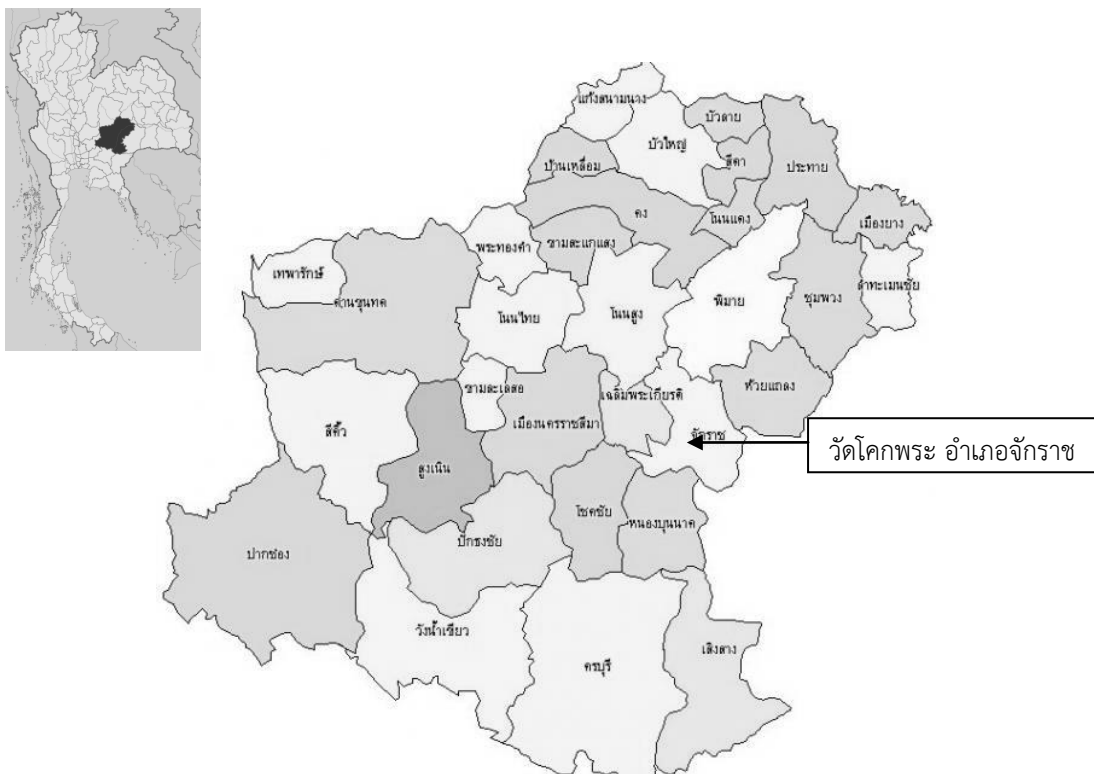 แก้งสนามนาง
บัวลาย
บัวใหญ่
สีดา
ประทาย
บ้านเหลื่อม
คง
โนนแดง
เมืองยาง
พระทองคำ
ขามสะแกแสง
เทพารักษ์
ด่านขุนทด
โนนไทย
โนนสูง
พิมาย
ชุมพวง
ลำทะเมนชัย
ขามสะแลสอ
เฉลิมพระเกียรติ
ห้วยแถลง
สีคิ้ว
เมืองนครราชสีมา
จักราช
วัดโคกพระ อำเภอจักราช
สูงเนิน
โชคชัย
หนองบุนนาค
ปากช่อง
ปักธงชัย
วังน้ำเขียว
เสิงสาง
ครบุรี